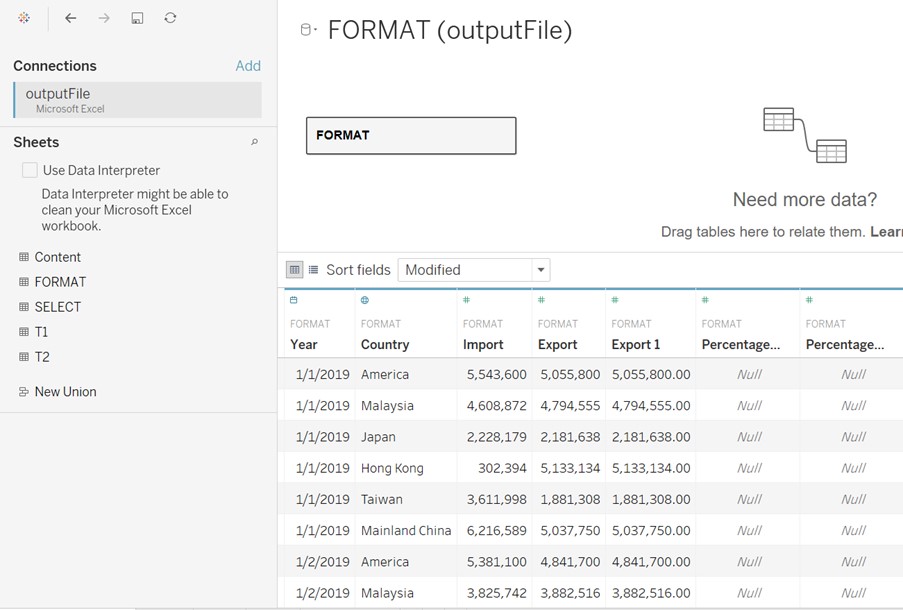 FORMAT (outputFile)
Connections
Add
outputFile
Microsoft Excel
Sheets
Use Data Interpreter
Data Interpreter might be able to
clean your Microsoft Excel
workbook.
Content
FORMAT
SELECT
T1
T2
New Union
FORMAT
Need more data?
Drag tables here to relate them. Lear
Sort fields Modified
FORMAT FORMAT FORMAT FORMAT FORMAT FORMAT FORMAT
Year Country Import Export Export 1 Percentage... Percentage...
1/1/2019 America 5,543,600 5,055,800 5,055,800.00 Null Null
1/1/2019 Malaysia 4,608,872 4,794,555 4,794,555.00 Null Null
1/1/2019 Japan 2,228,179 2,181,638 2,181,638.00 Null Null
1/1/2019 Hong Kong 302,394 5,133,134 5,133,134.00 Null Null
1/1/2019 Taiwan 3,611,998 1,881,308 1,881,308.00 Null Null
1/1/2019 Mainland China 6,216,589 5,037,750 5,037,750.00 Null Null
1/2/2019 America 5,381,100 4,841,700 4,841,700.00 Null Null
1/2/2019 Malaysia 3,825,742 3,882,516 3,882,516.00 Null Null